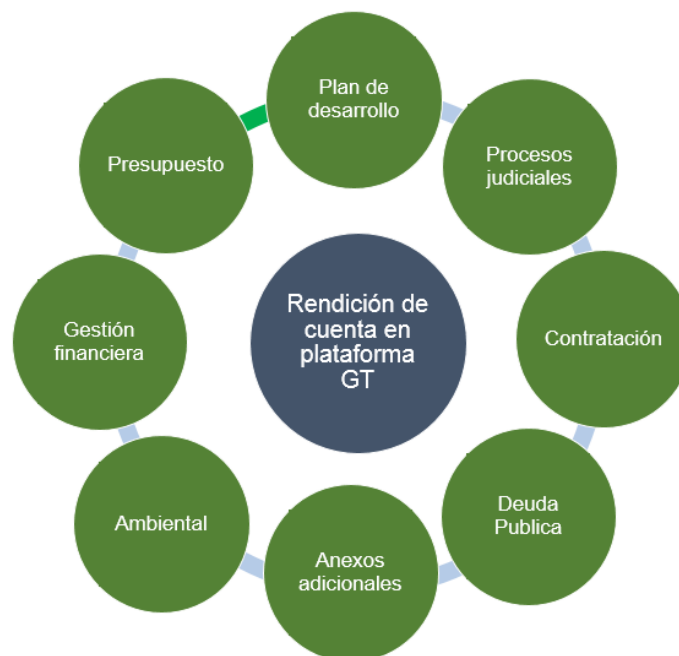 Plan de
desarrollo
Procesos
judiciales
Contratación
Deuda
Publica
Anexos
adicionales
Ambiental
Gestión
financiera
Presupuesto
Rendición de
cuenta en
plataforma
GT